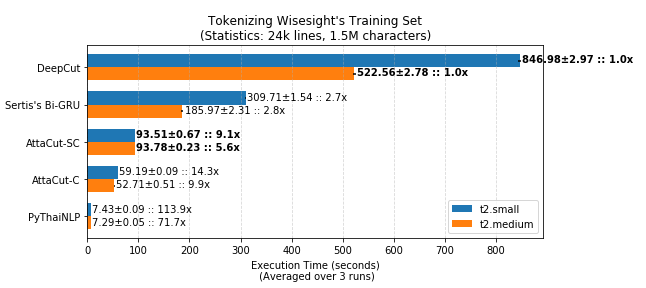 Tokenizing Wisesight's Training Set
(Statistics: 24k lines, 1.5M characters)
DeepCut
846.98±2.97 :: 1.0x
522.56±2.78 :: 1.0x
Sertis's Bi-GRU
309.71±1.54 :: 2.7x
185.97±2.31 :: 2.8x
AttaCut-SC
93.51±0.67 :: 9.1x
93.78±0.23 :: 5.6x
AttaCut-C
59.19±0.09 :: 14.3x
52.71±0.51 :: 9.9x
PyThaiNLP
7.43±0.09 :: 113.9x
7.29±0.05 :: 71.7x
t2.small
t2.medium
0 100 200 300 400 500 600 700 800
Execution Time (seconds)
(Averaged over 3 runs)